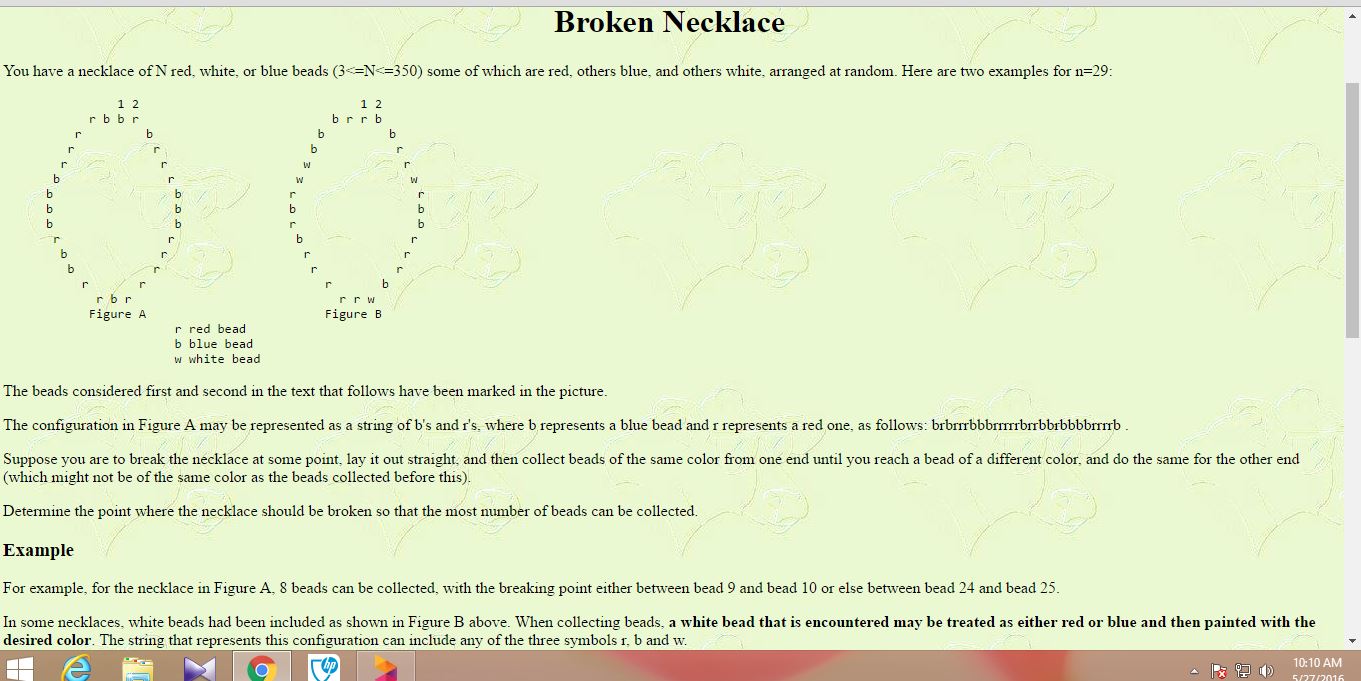 Broken Necklace
You have a necklace of N red, white, or blue beads (3<=N<=350) some of which are red, others blue, and others white, arranged at random. Here are two examples for n=29:
1 2                               1 2
r b b r                           b r r b
r         b                       b         b
r           r                     b           r
r             r                   w             r
b               r                 w               w
b                 b               r                 r
b                 b               b                 b
b                 b               r                 b
r               r                 b               r
b             r                   r             r
b           r                     r           r
r       r                         r       b
r b r                             r r w
Figure A                          Figure B
r red bead
b blue bead
w white bead
The beads considered first and second in the text that follows have been marked in the picture.
The configuration in Figure A may be represented as a string of b's and r's, where b represents a blue bead and r represents a red one, as follows: brbrrrbbbrrrrrbrrbbrbbbbrrrrb .
Suppose you are to break the necklace at some point, lay it out straight, and then collect beads of the same color from one end until you reach a bead of a different color, and do the same for the other end
(which might not be of the same color as the beads collected before this).
Determine the point where the necklace should be broken so that the most number of beads can be collected.
Example
For example, for the necklace in Figure A, 8 beads can be collected, with the breaking point either between bead 9 and bead 10 or else between bead 24 and bead 25.
In some necklaces, white beads had been included as shown in Figure B above. When collecting beads, a white bead that is encountered may be treated as either red or blue and then painted with the
desired color. The string that represents this configuration can include any of the three symbols r, b and w.
hp
10:10 AM
5/27/2016